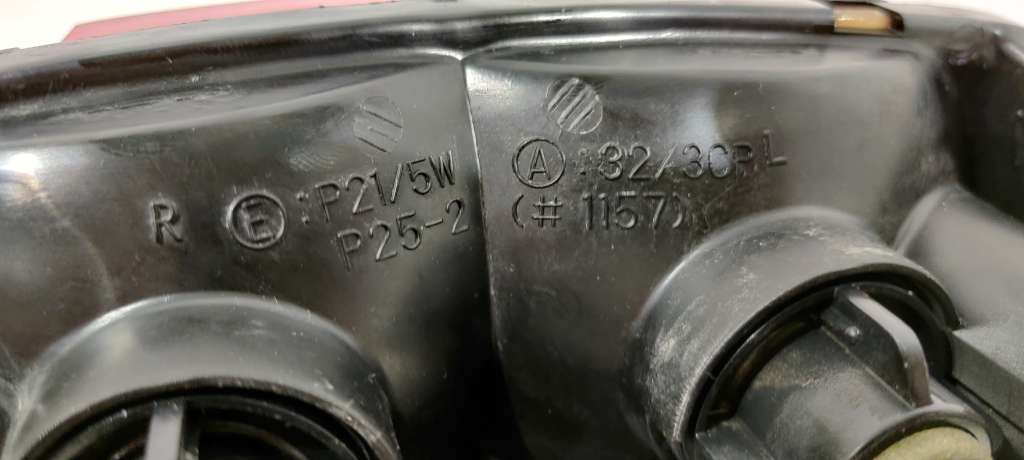 R Ⓔ:P21/5W
P25-2
Ⓐ:32/3CP L
(# 1157)